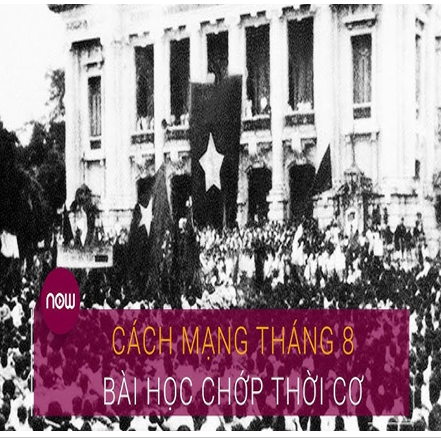 now
CÁCH MẠNG THÁNG 8
BÀI HỌC CHỚP THỜI CƠ